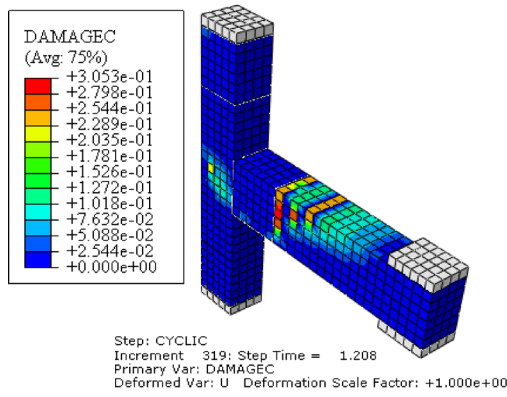 DAMAGEC
(Avg: 75%)
+3.053e-01
+2.798e-01
+2.544e-01
+2.289e-01
+2.035e-01
+1.781e-01
+1.526e-01
+1.272e-01
+1.018e-01
+7.632e-02
+5.088e-02
+2.544e-02
+0.000e+00
Step: CYCLIC
Increment 319: Step Time = 1.208
Primary Var: DAMAGEC
Deformed Var: U Deformation Scale Factor: +1.000e+00